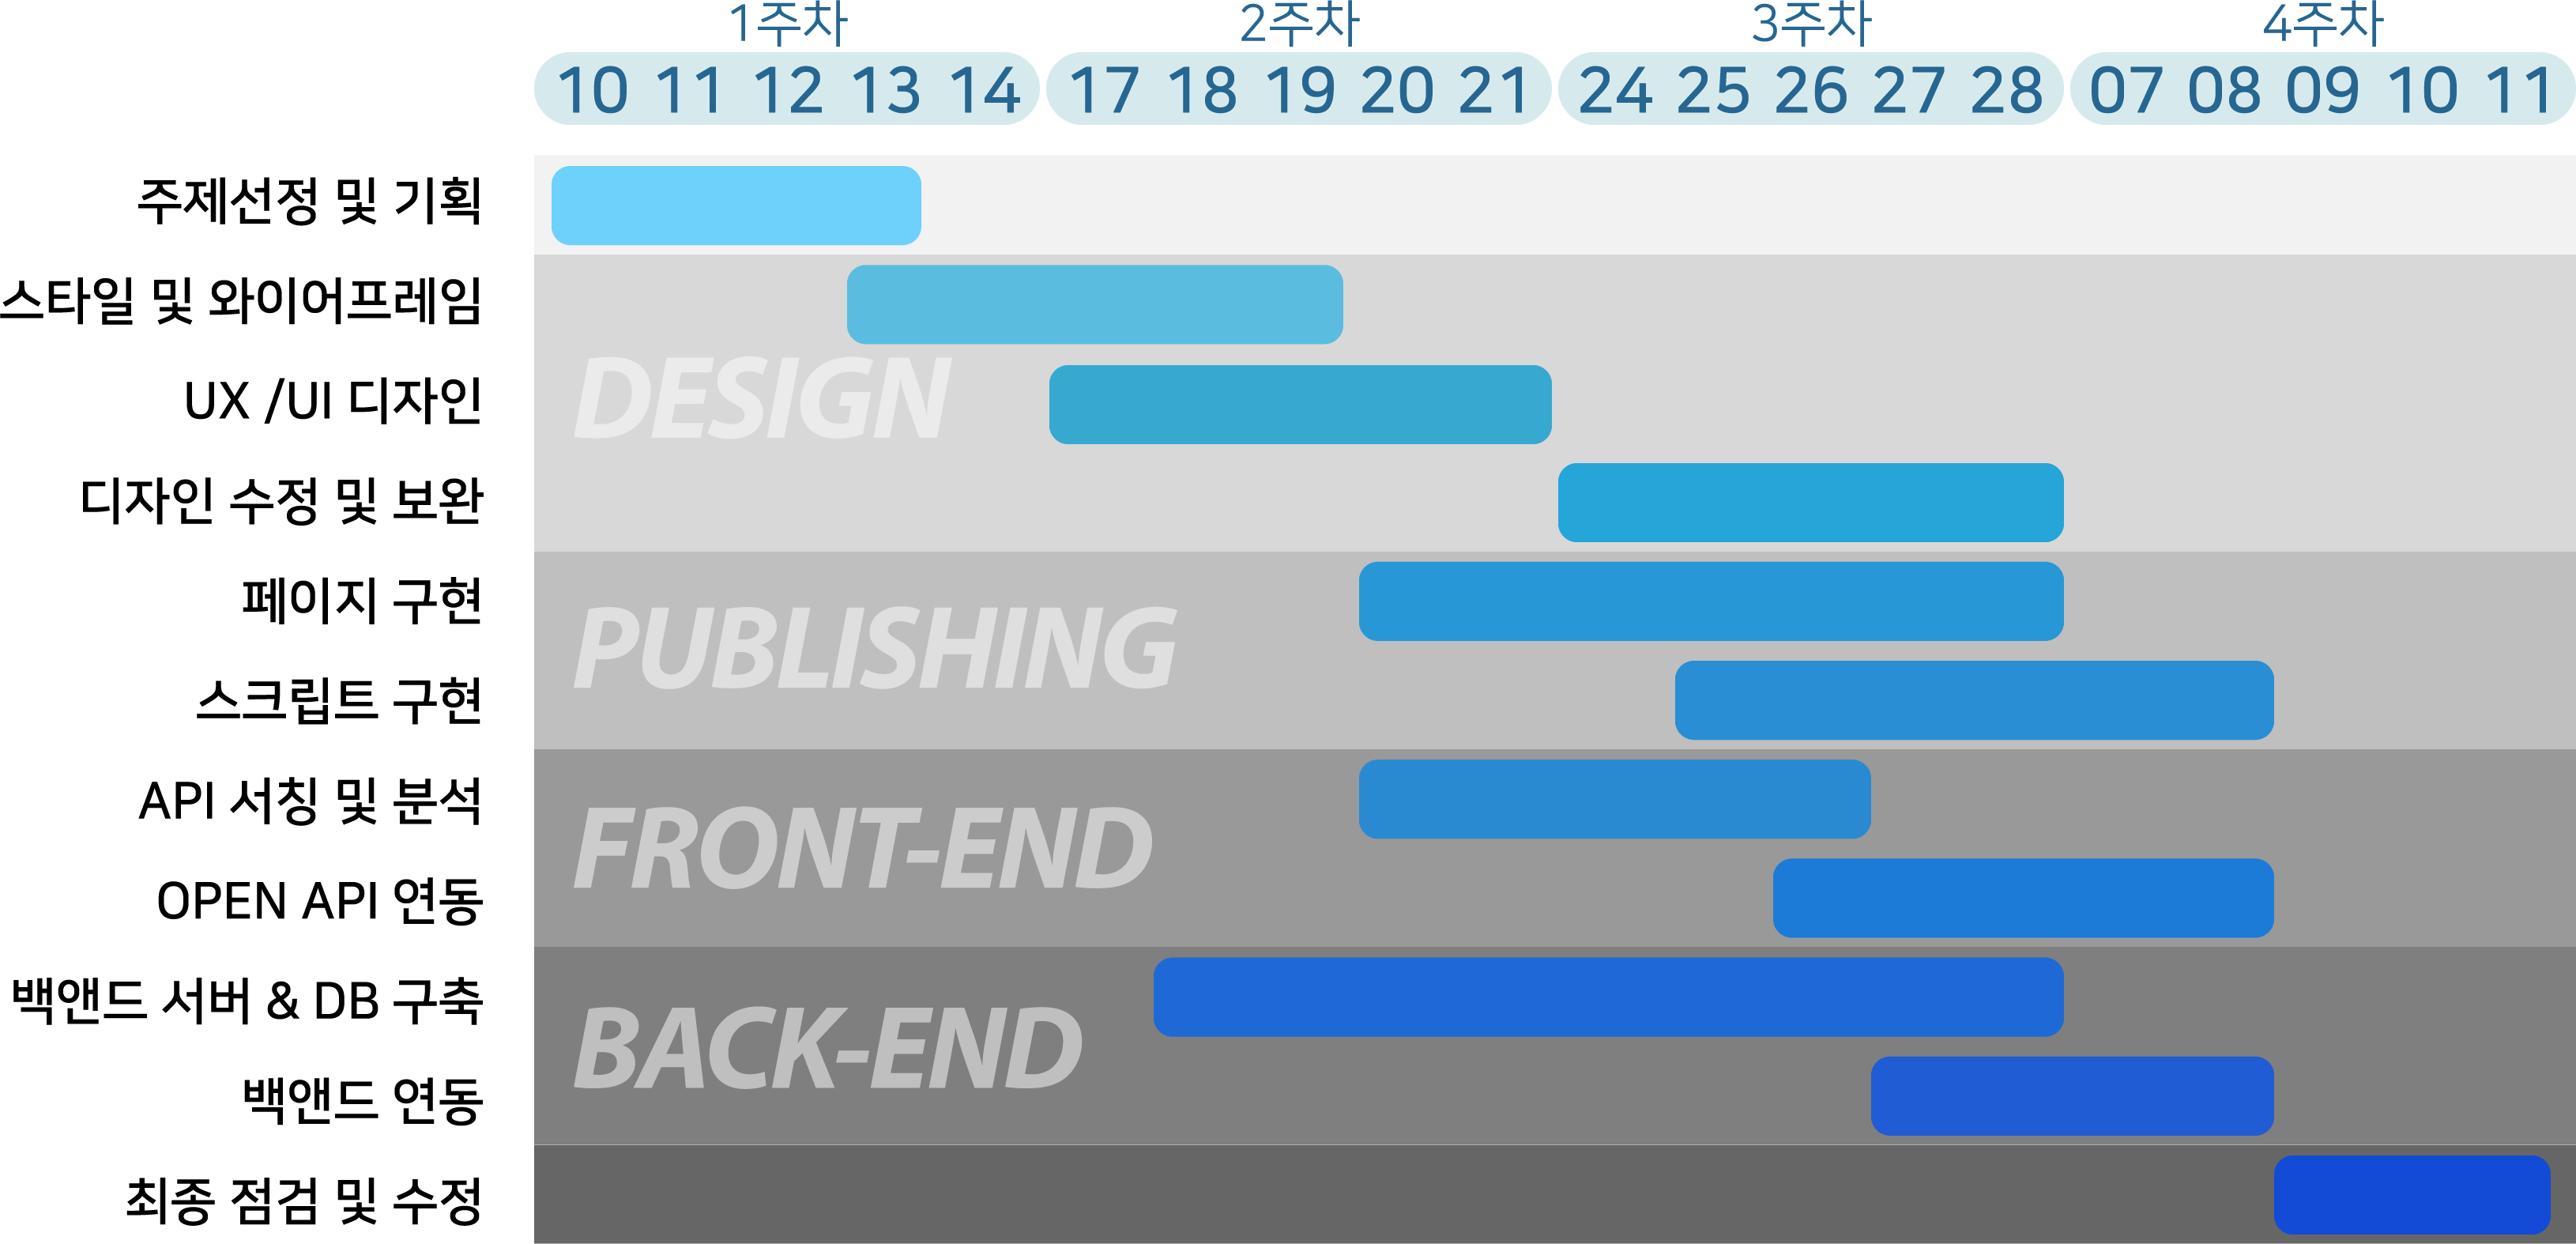 1주차 2주차 3주차 4주차
10 11 12 13 14 17 18 19 20 21 24 25 26 27 28 07 08 09 10 11
주제선정 및 기획
스타일 및 와이어프레임
DESIGN
UX /UI 디자인
디자인 수정 및 보완
페이지 구현
PUBLISHING
스크립트 구현
API 서칭 및 분석
FRONT-END
OPEN API 연동
백앤드 서버 & DB 구축
BACK-END
백앤드 연동
최종 점검 및 수정